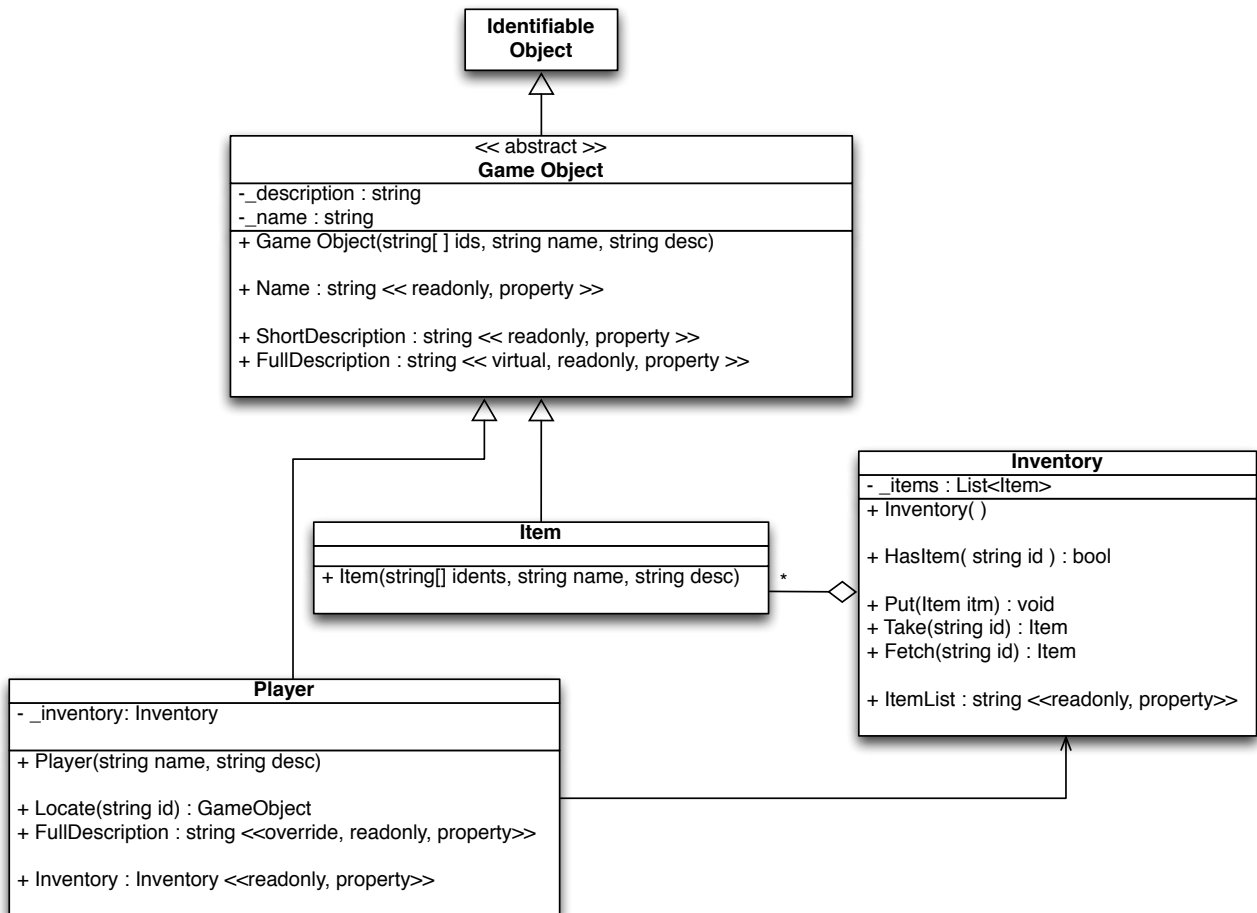 Identifiable
Object
<< abstract >>
Game Object
-_description : string
-_name : string
+ Game Object(string[ ] ids, string name, string desc)
+ Name : string << readonly, property >>
+ ShortDescription : string << readonly, property >>
+ FullDescription : string << virtual, readonly, property >>
Inventory
- _items : List<Item>
+ Inventory( )
+ HasItem( string id ) : bool
+ Put(Item itm) : void
+ Take(string id) : Item
+ Fetch(string id) : Item
+ ItemList : string <<readonly, property>>
Item
+ Item(string[] idents, string name, string desc)
*
Player
- _inventory: Inventory
+ Player(string name, string desc)
+ Locate(string id) : GameObject
+ FullDescription : string <<override, readonly, property>>
+ Inventory : Inventory <<readonly, property>>